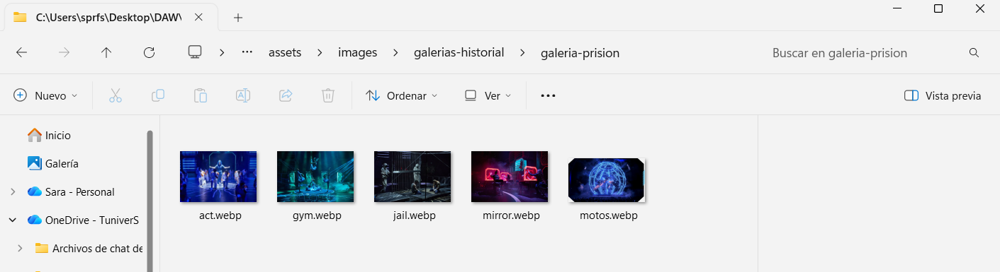 C:\Users\sprfs\Desktop\DAW\
assets
images
galerias-historial
galeria-prision
Buscar en galeria-prision
Nuevo
Ordenar
Ver
Vista previa
Inicio
Galería
Sara - Personal
OneDrive - TuniverS
Archivos de chat de
act.webp
gym.webp
jail.webp
mirror.webp
motos.webp